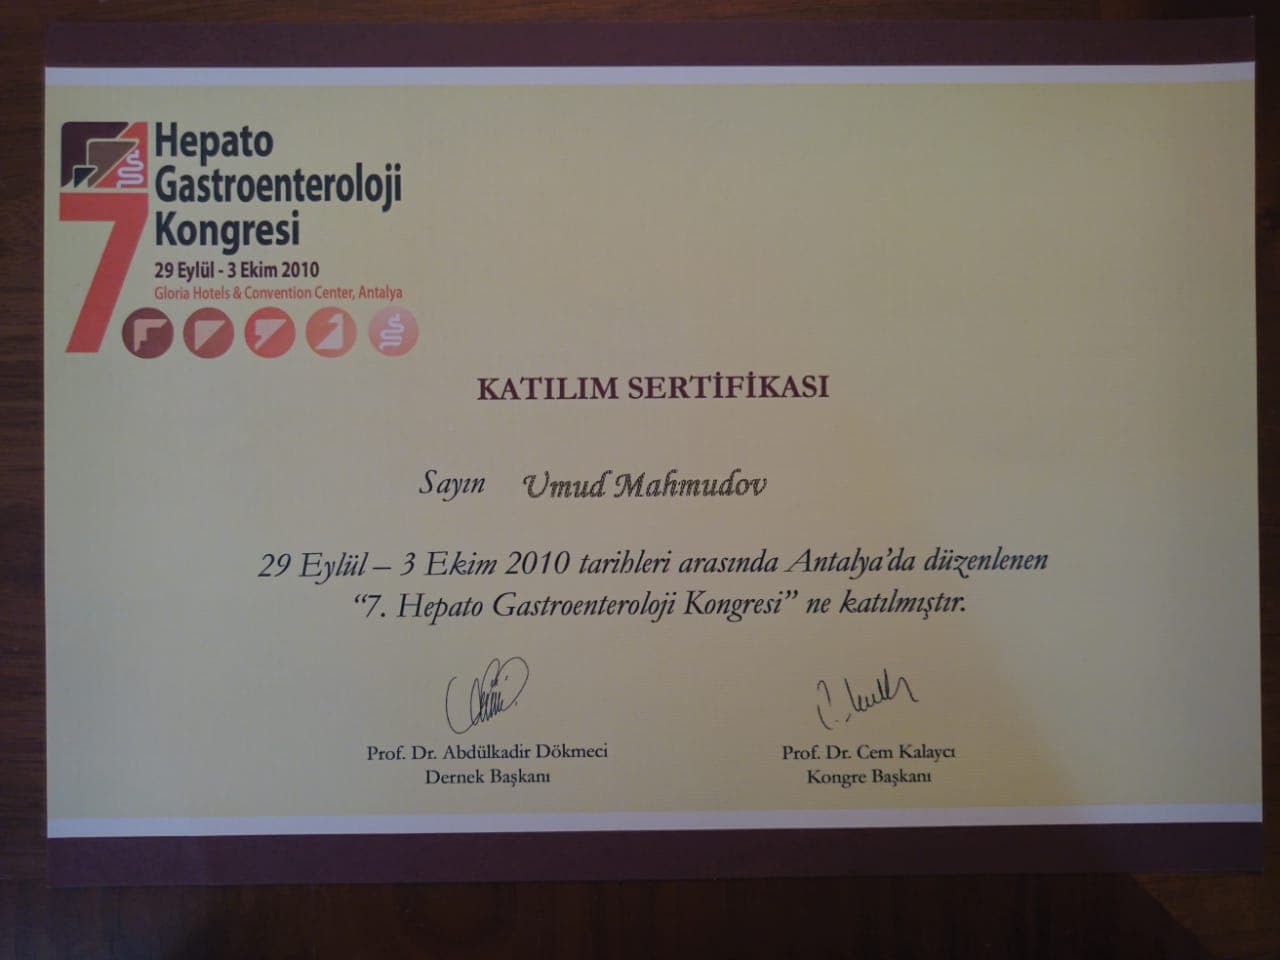 Hepato
Gastroenteroloji
Kongresi
7
29 Eylül - 3 Ekim 2010
Gloria Hotels & Convention Center, Antalya
KATILIM SERTİFİKASI
Sayın Umud Mahmudov
29 Eylül – 3 Ekim 2010 tarihleri arasında Antalya’da düzenlenen
“7. Hepato Gastroenteroloji Kongresi” ne katılmıştır.
Prof. Dr. Abdülkadir Dökmeci
Dernek Başkanı
Prof. Dr. Cem Kalaycı
Kongre Başkanı